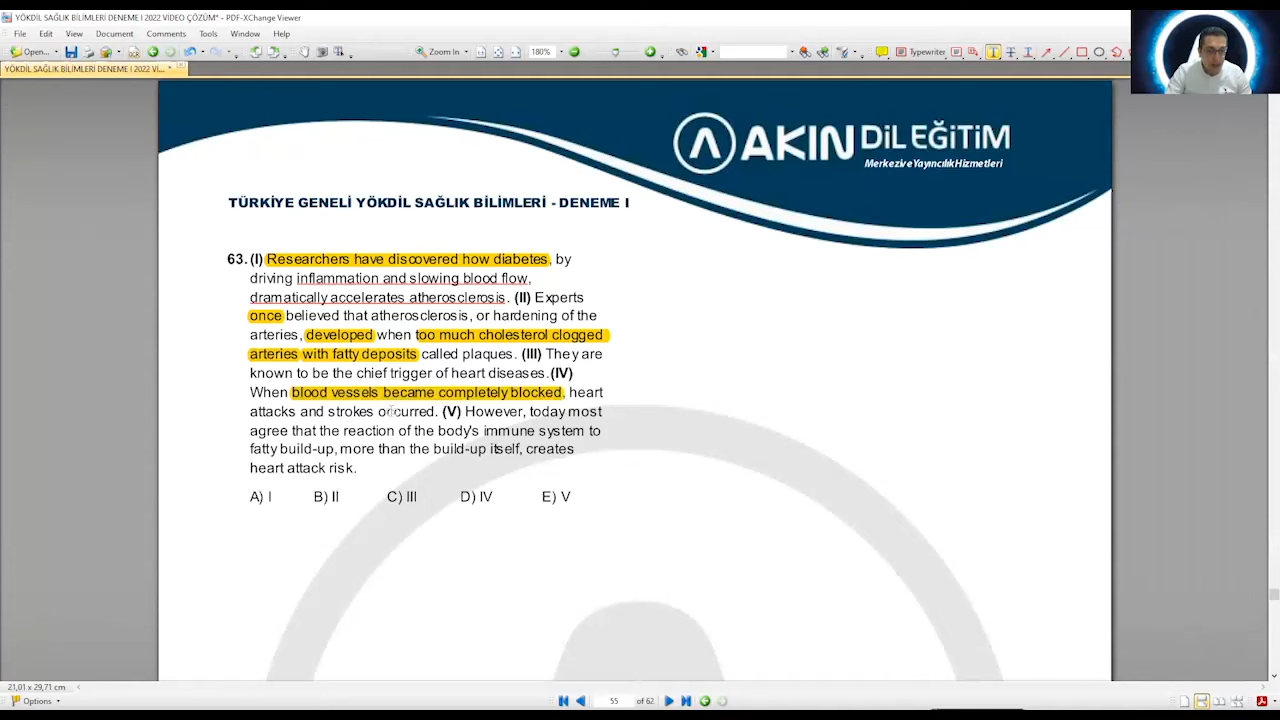 YÖKDİL SAĞLIK BİLİMLERİ DENEME I 2022 VİDEO ÇÖZÜM* - PDF-XChange Viewer
File Edit View Document Comments Tools Window Help
Open... Zoom In 180% Typewriter
YÖKDİL SAĞLIK BİLİMLERİ DENEME I 2022 Vİ... *
AKIN DİL EĞİTİM
Merkezi ve Yayıncılık Hizmetleri
TÜRKİYE GENELİ YÖKDİL SAĞLIK BİLİMLERİ - DENEME I
63. (I) Researchers have discovered how diabetes, by
driving inflammation and slowing blood flow,
dramatically accelerates atherosclerosis. (II) Experts
once believed that atherosclerosis, or hardening of the
arteries, developed when too much cholesterol clogged
arteries with fatty deposits called plaques. (III) They are
known to be the chief trigger of heart diseases.(IV)
When blood vessels became completely blocked, heart
attacks and strokes occurred. (V) However, today most
agree that the reaction of the body's immune system to
fatty build-up, more than the build-up itself, creates
heart attack risk.
A) I B) II C) III D) IV E) V
21,01 x 29,71 cm
Options 55 of 62